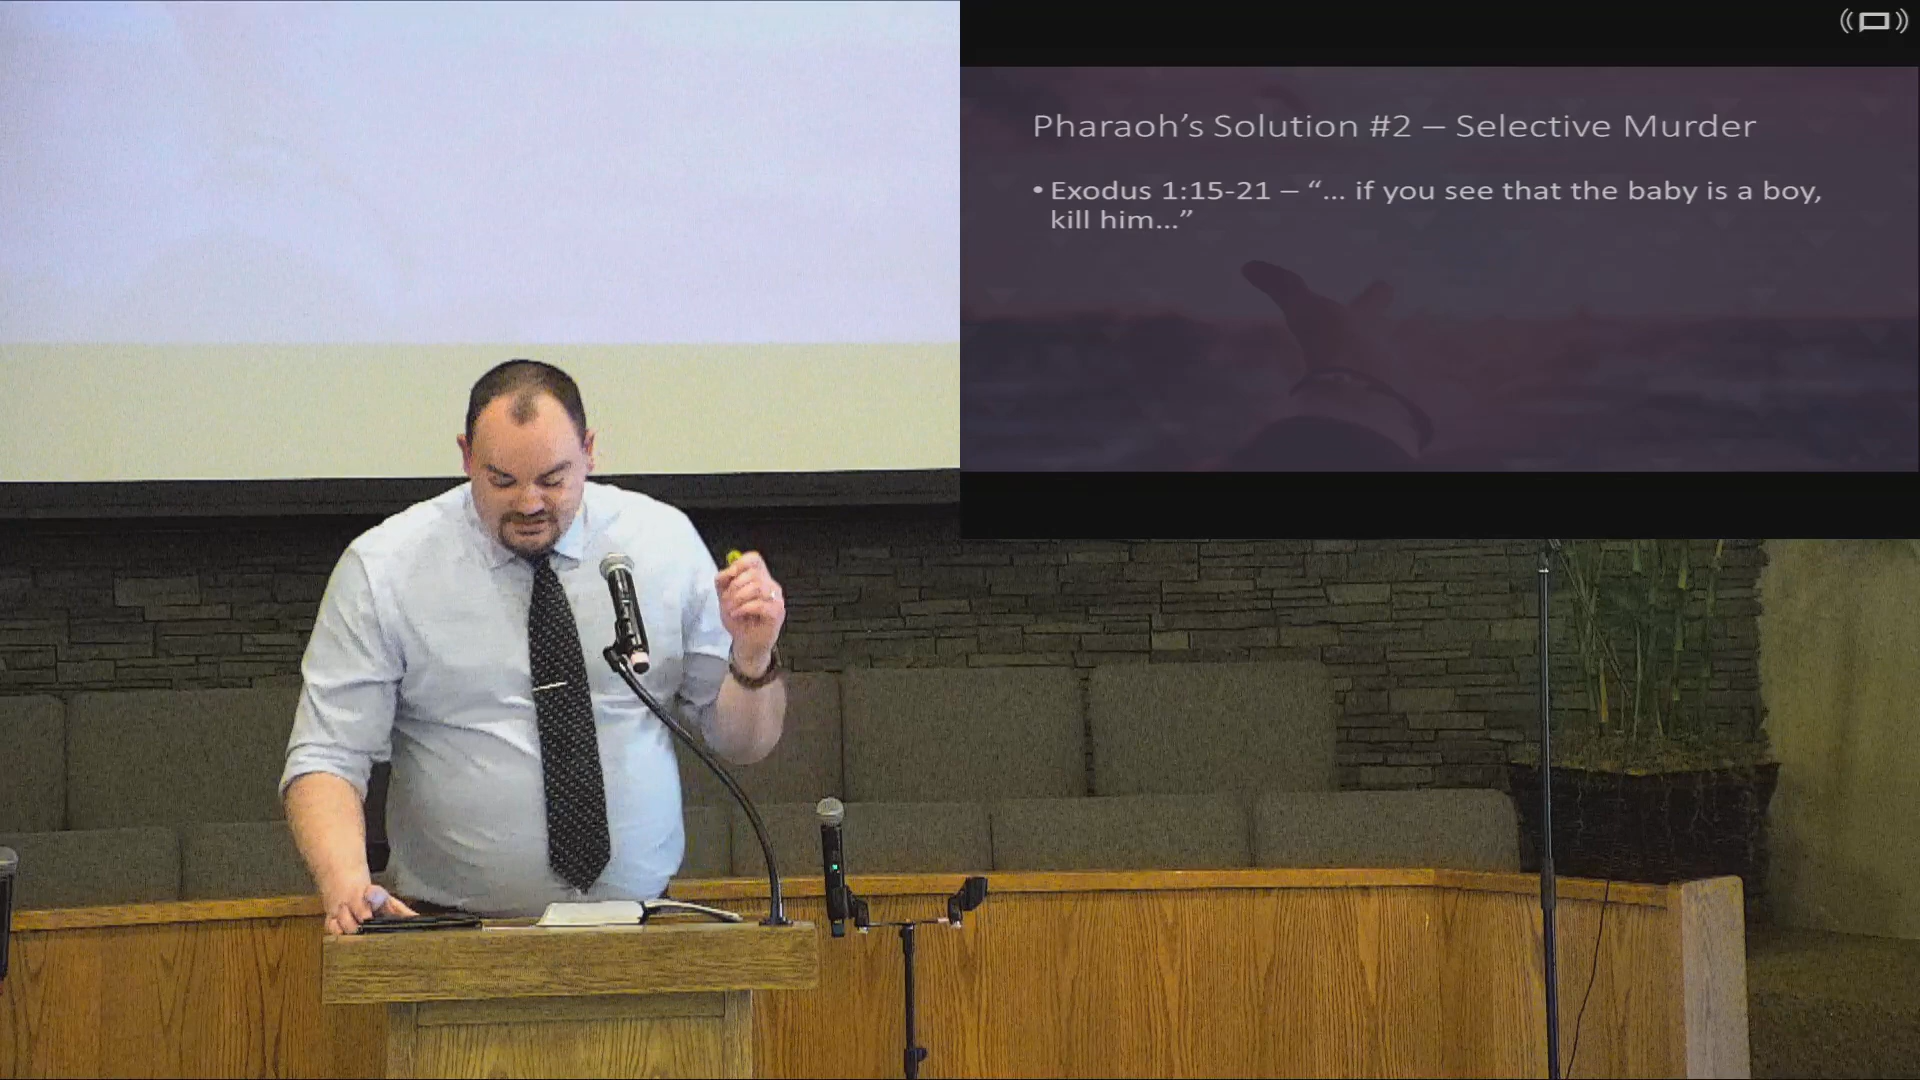 Pharaoh’s Solution #2 – Selective Murder
• Exodus 1:15-21 – “… if you see that the baby is a boy,
kill him…”